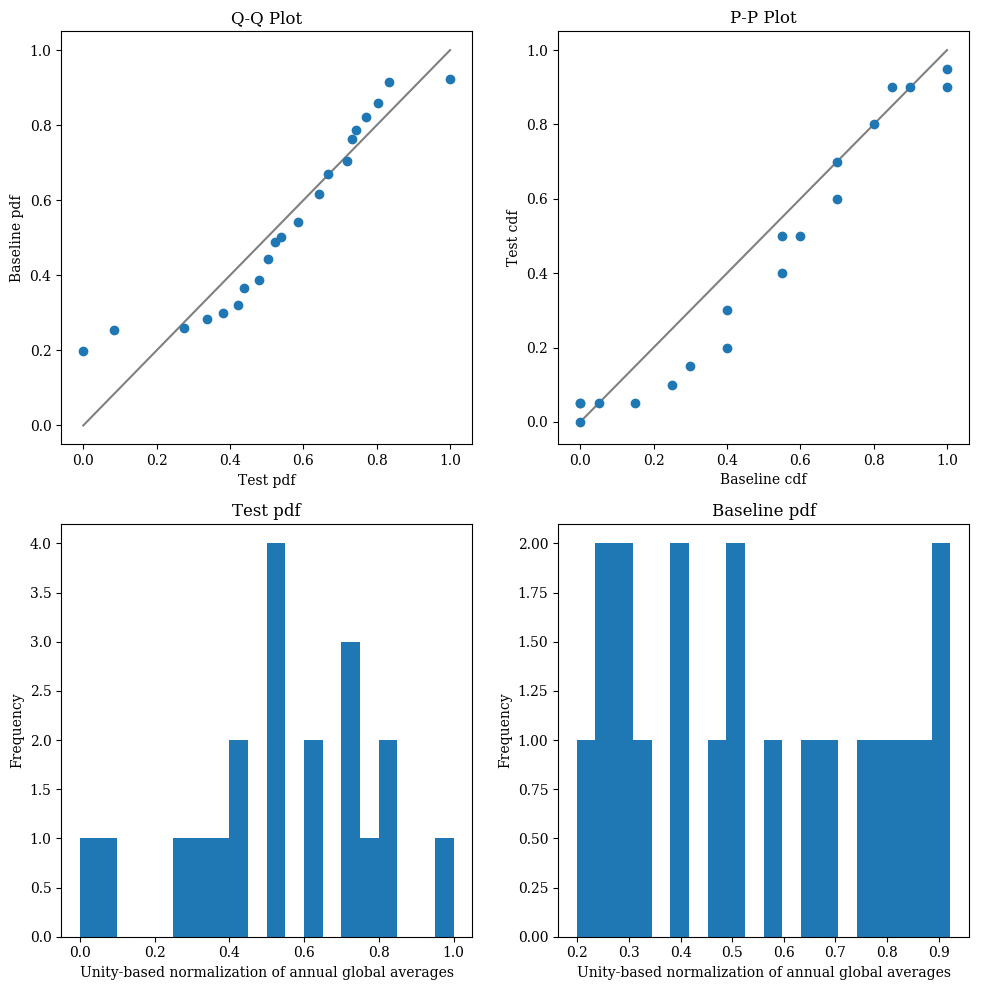 Q-Q Plot
1.0
0.8
0.6
0.4
0.2
0.0
Baseline pdf
0.0 0.2 0.4 0.6 0.8 1.0
Test pdf
P-P Plot
1.0
0.8
0.6
0.4
0.2
0.0
Test cdf
0.0 0.2 0.4 0.6 0.8 1.0
Baseline cdf
Test pdf
4.0
3.5
3.0
2.5
2.0
1.5
1.0
0.5
0.0
Frequency
0.0 0.2 0.4 0.6 0.8 1.0
Unity-based normalization of annual global averages
Baseline pdf
2.00
1.75
1.50
1.25
1.00
0.75
0.50
0.25
0.00
Frequency
0.2 0.3 0.4 0.5 0.6 0.7 0.8 0.9
Unity-based normalization of annual global averages